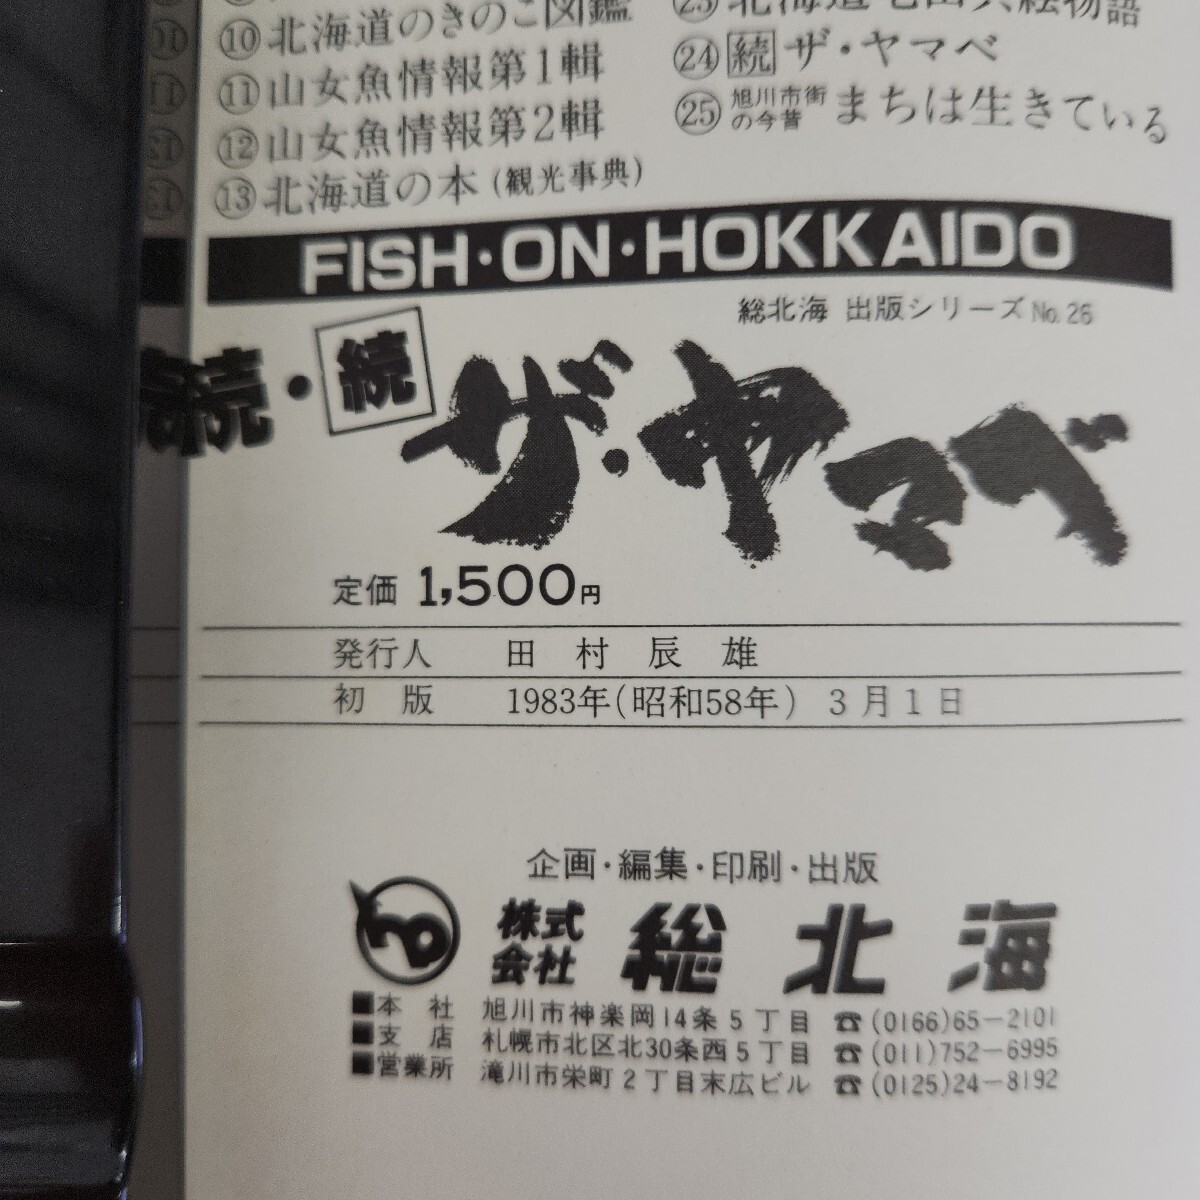 ⑩北海道のきのこ図鑑
⑪山女魚情報第1輯
⑫山女魚情報第2輯
⑬北海道の本(観光事典)
㉔続ザ・ヤマベ
㉕旭川市街の今昔 まちは生きている
FISH・ON・HOKKAIDO
総北海 出版シリーズNo.26
続・続 ザ・ヤマベ
定価 1,500円
発行人 田村辰雄
初版 1983年(昭和58年) 3月1日
企画・編集・印刷・出版
株式会社 総北海
■本社 旭川市神楽岡14条5丁目 ☎(0166)65-2101
■支店 札幌市北区北30条西5丁目 ☎(011)752-6995
■営業所 滝川市栄町2丁目末広ビル ☎(0125)24-8192